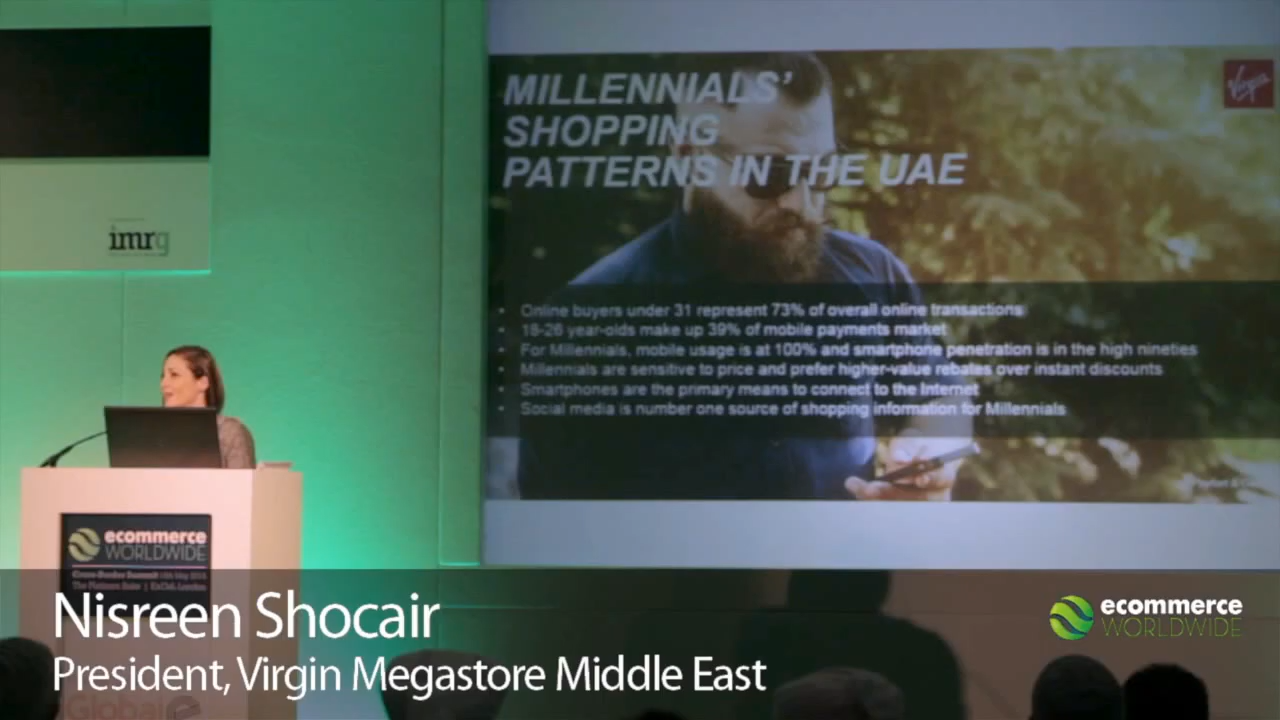 MILLENNIALS'
SHOPPING
PATTERNS IN THE UAE
Virgin
imrg
• Online buyers under 31 represent 73% of overall online transactions
• 18-26 year-olds make up 39% of mobile payments market
• For Millennials, mobile usage is at 100% and smartphone penetration is in the high nineties
• Millennials are sensitive to price and prefer higher-value rebates over instant discounts
• Smartphones are the primary means to connect to the Internet
• Social media is number one source of shopping information for Millennials
ecommerce
WORLDWIDE
Nisreen Shocair
President, Virgin Megastore Middle East
ecommerce
WORLDWIDE
Global